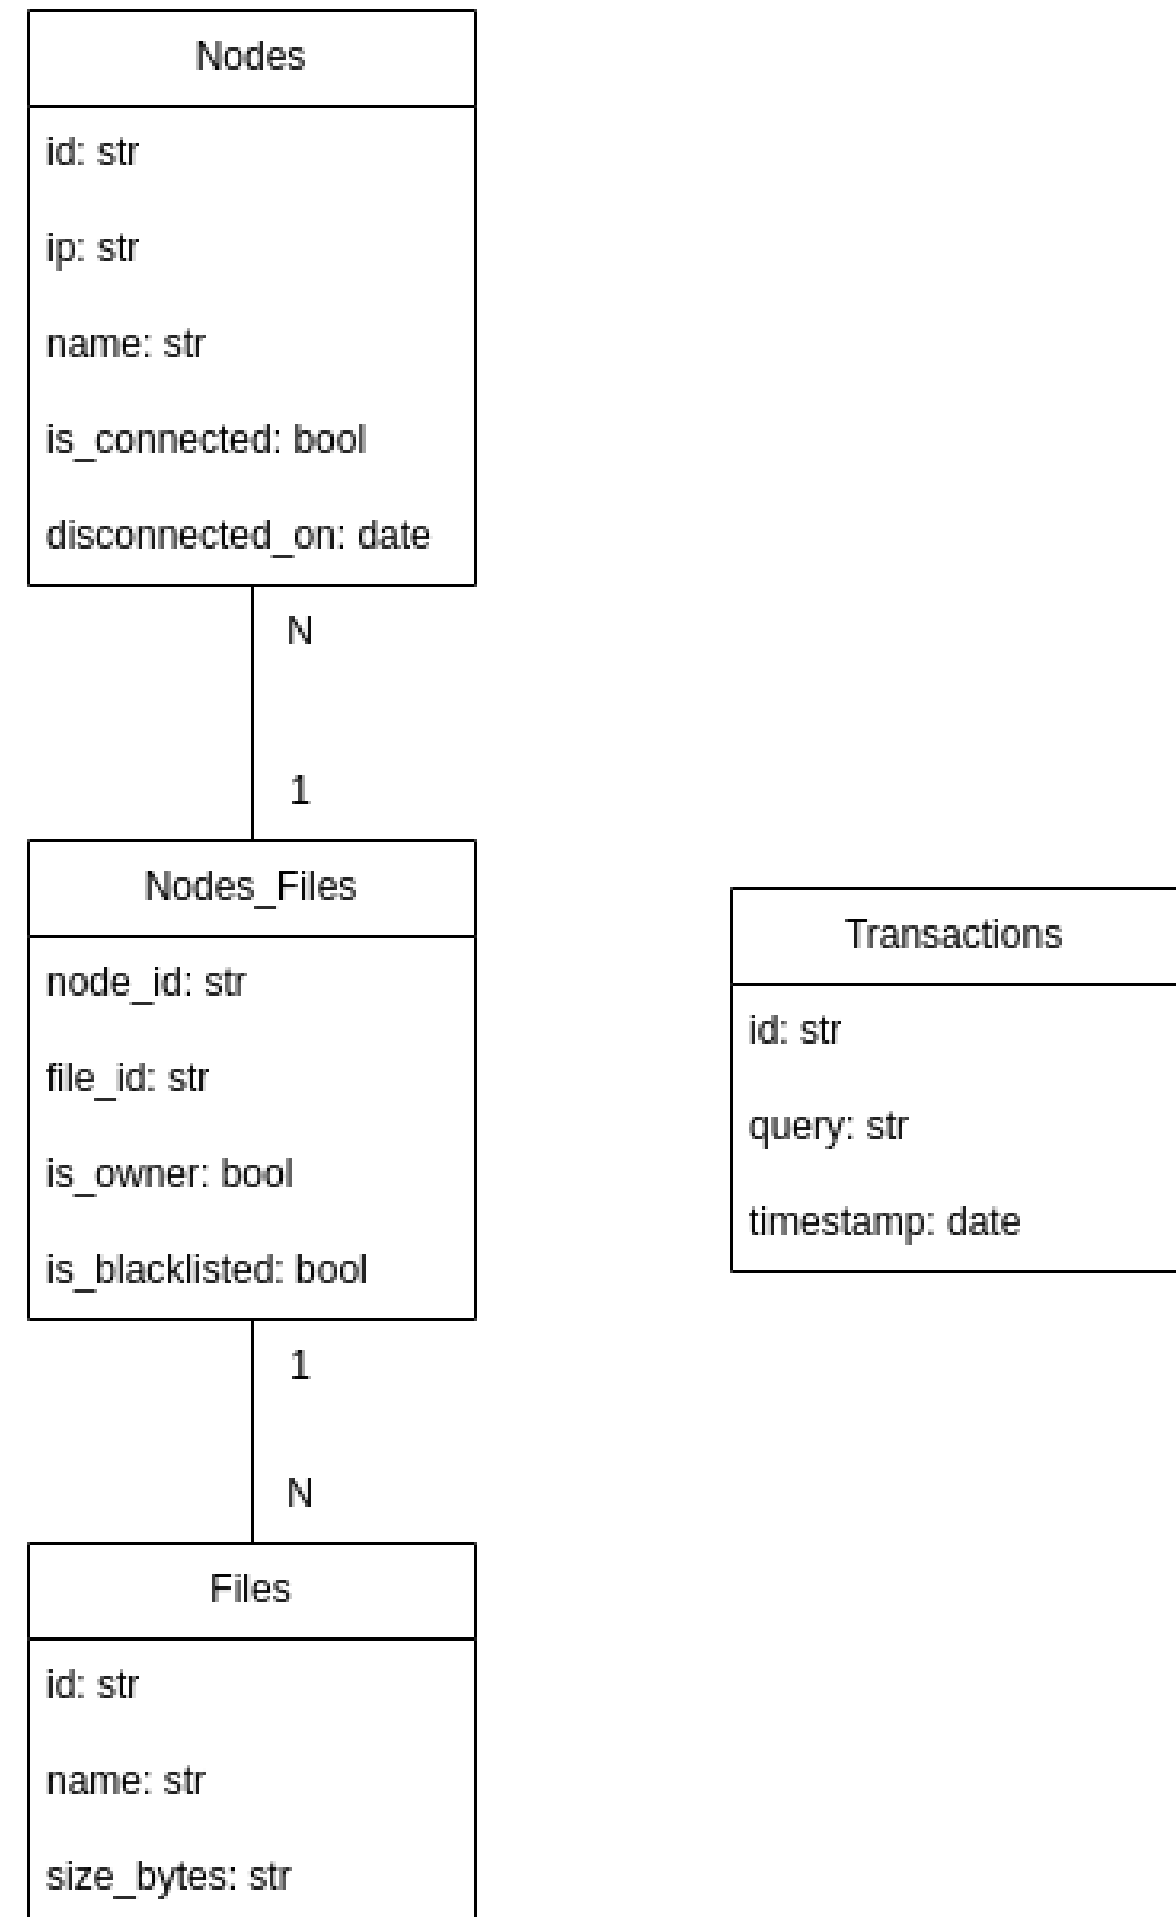 Nodes
id: str
ip: str
name: str
is_connected: bool
disconnected_on: date
N
1
Nodes_Files
node_id: str
file_id: str
is_owner: bool
is_blacklisted: bool
1
N
Files
id: str
name: str
size_bytes: str
Transactions
id: str
query: str
timestamp: date